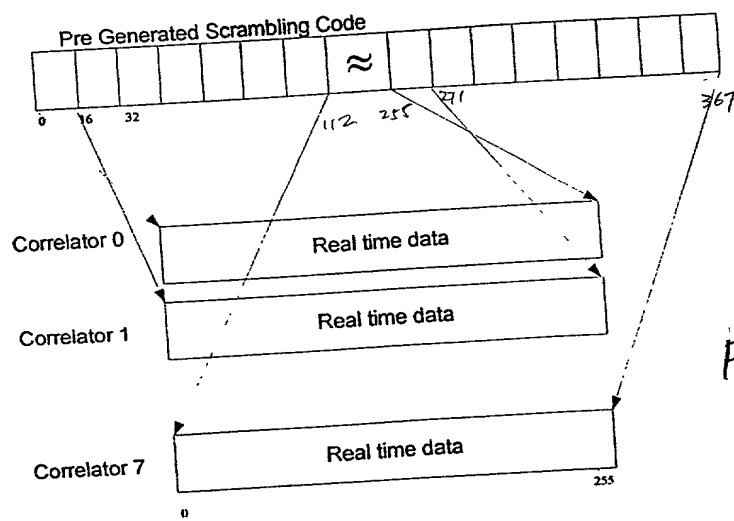 Pre Generated Scrambling Code
≈
0 16 32 112 255 271 367
Correlator 0 Real time data
Correlator 1 Real time data
Correlator 7 Real time data
0 255